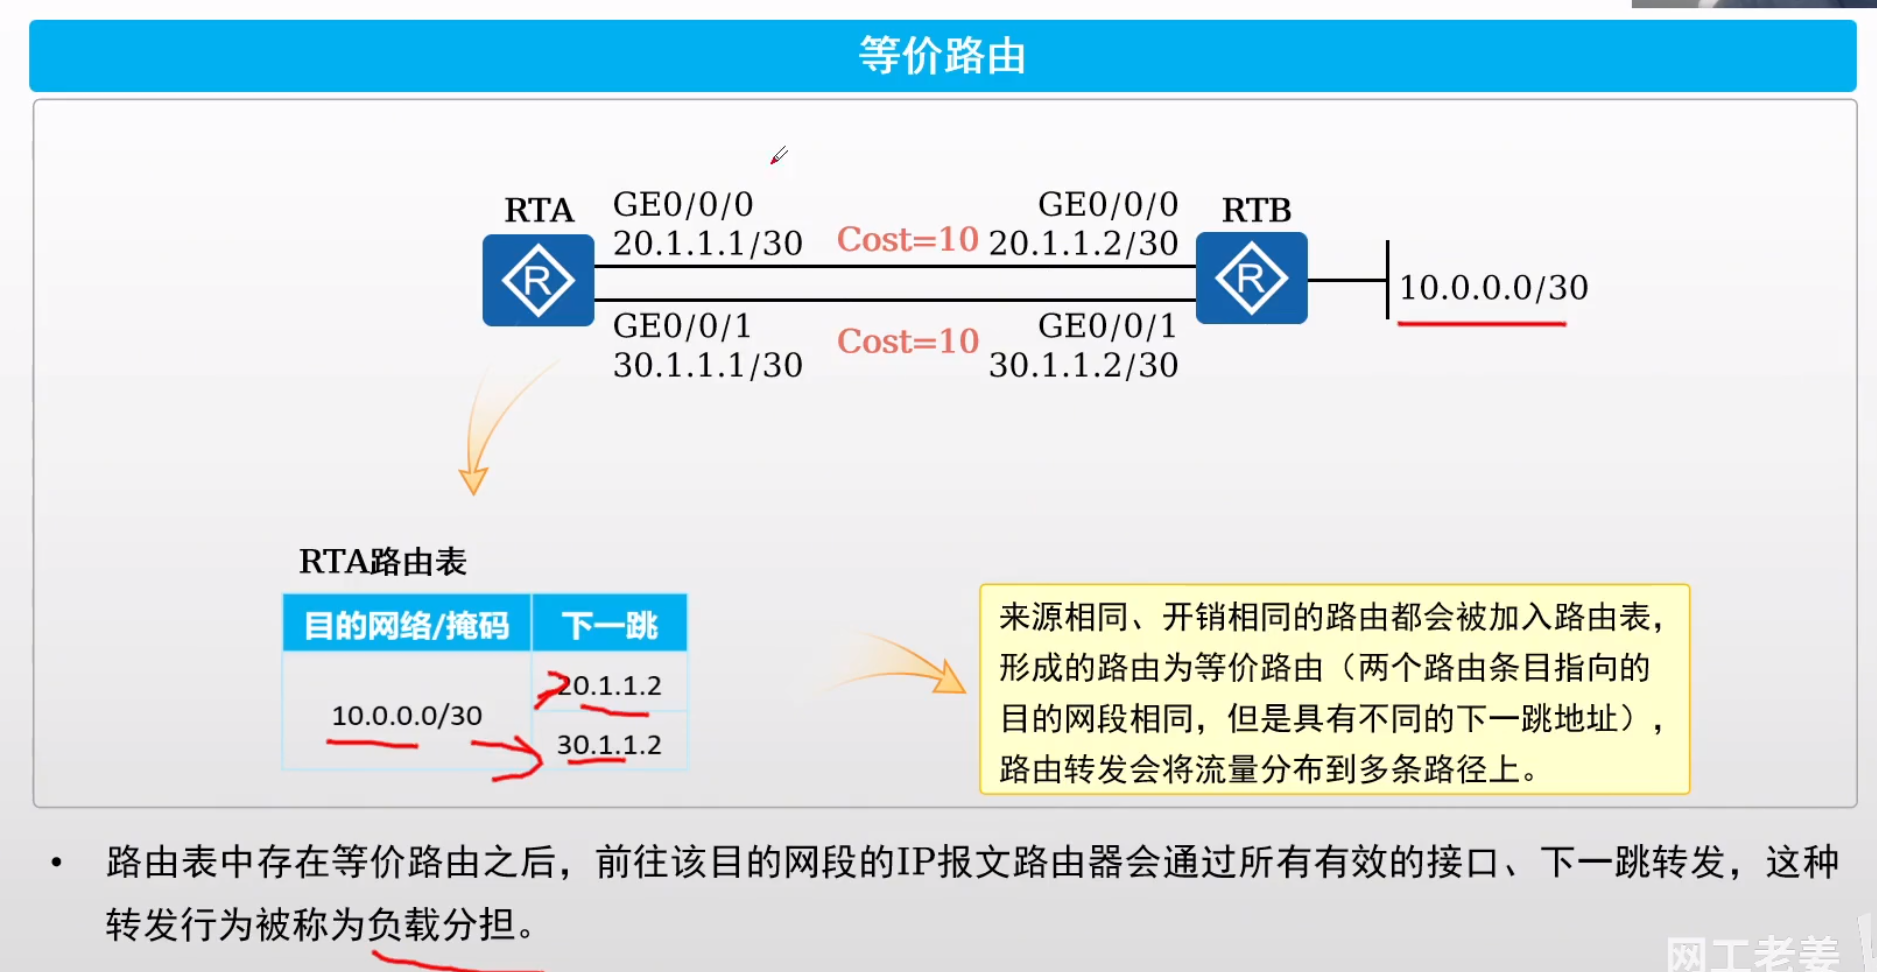 等价路由
RTA
GE0/0/0
20.1.1.1/30
Cost=10
GE0/0/0
20.1.1.2/30
RTB
R
R
10.0.0.0/30
GE0/0/1
30.1.1.1/30
Cost=10
GE0/0/1
30.1.1.2/30
RTA路由表
目的网络/掩码
下一跳
10.0.0.0/30
20.1.1.2
30.1.1.2
来源相同、开销相同的路由都会被加入路由表，
形成的路由为等价路由（两个路由条目指向的
目的网段相同，但是具有不同的下一跳地址），
路由转发会将流量分布到多条路径上。
• 路由表中存在等价路由之后，前往该目的网段的IP报文路由器会通过所有有效的接口、下一跳转发，这种
转发行为被称为负载分担。
网工老姜